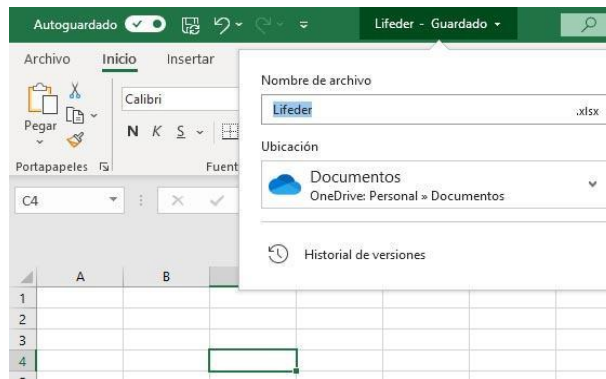 Autoguardado Lifeder - Guardado
Archivo Inicio Insertar
Nombre de archivo
Lifeder .xlsx
Ubicación
Documentos
OneDrive: Personal » Documentos
Historial de versiones
Pegar
Calibri
N K S
Portapapeles Fuent
C4
A B
1
2
3
4